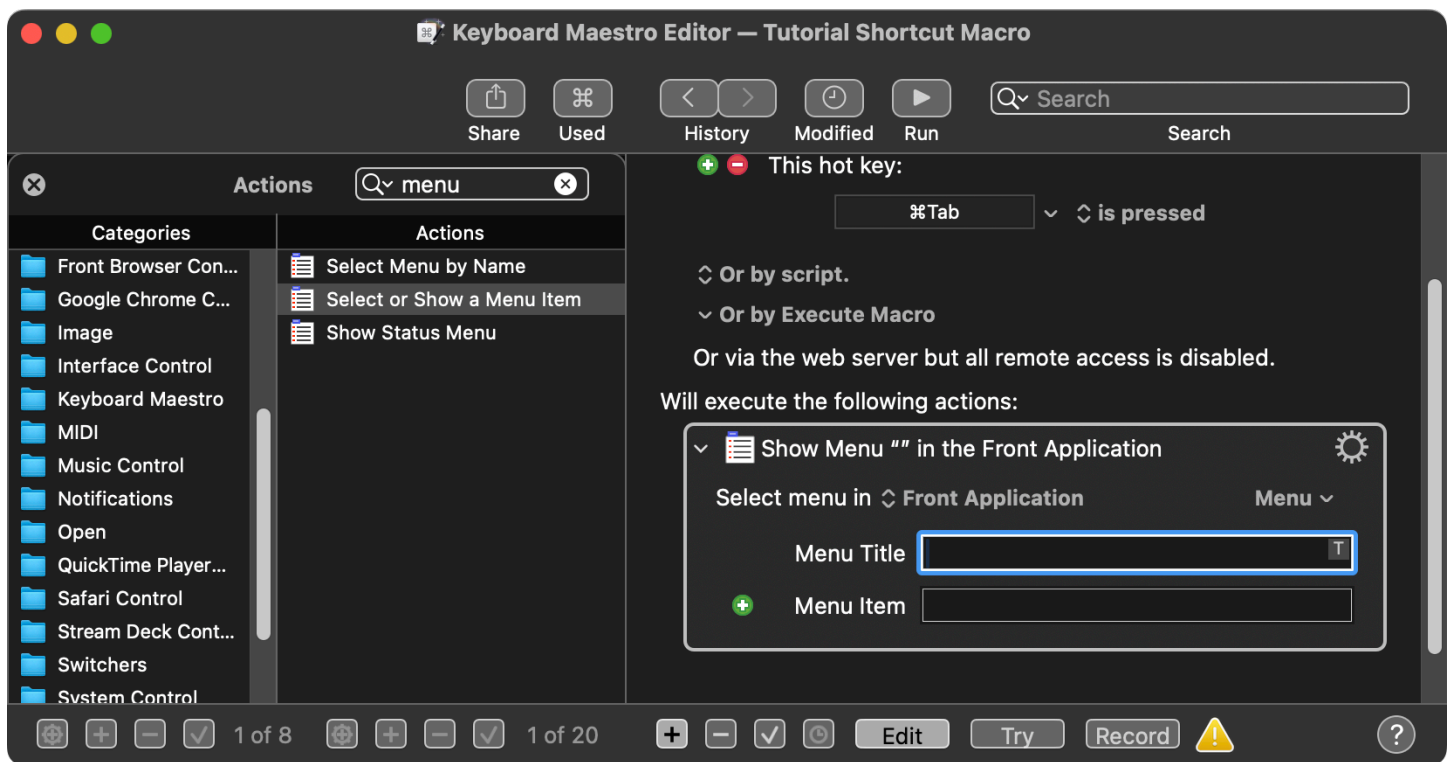 Keyboard Maestro Editor — Tutorial Shortcut Macro
Share
Used
History
Modified
Run
Search
Search
Actions
menu
Categories
Actions
Front Browser Con...
Google Chrome C...
Image
Interface Control
Keyboard Maestro
MIDI
Music Control
Notifications
Open
QuickTime Player...
Safari Control
Stream Deck Cont...
Switchers
System Control
Select Menu by Name
Select or Show a Menu Item
Show Status Menu
This hot key:
⌘Tab
is pressed
Or by script.
Or by Execute Macro
Or via the web server but all remote access is disabled.
Will execute the following actions:
Show Menu “” in the Front Application
Select menu in Front Application Menu
Menu Title
T
Menu Item
1 of 8
1 of 20
Edit
Try
Record
?